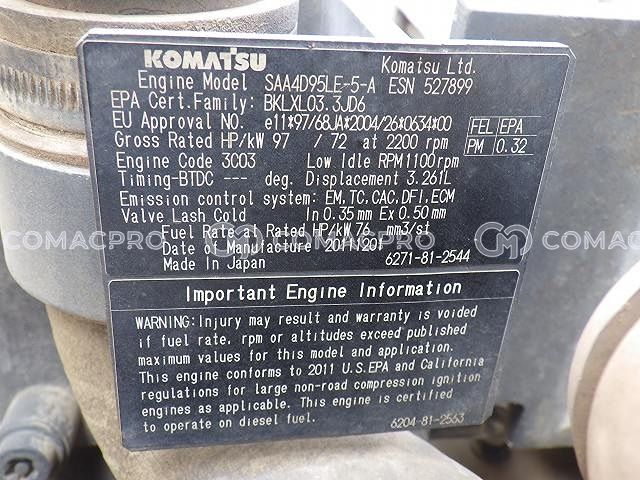 KOMATSU Komatsu Ltd.
Engine Model SAA4D95LE-5-A ESN 527899
EPA Cert.Family: BKLXL03.3JD6
EU Approval NO. e11*97/68JA*2004/26*0634*00
Gross Rated HP/kW 97 / 72 at 2200 rpm
FEL EPA
PM 0.32
Engine Code 3C03 Low Idle RPM1100rpm
Timing-BTDC --- deg. Displacement 3.261L
Emission control system: EM,TC,CAC,DFI,ECM
Valve Lash Cold In 0.35mm Ex 0.50mm
Fuel Rate at Rated HP/kW 76 mm3/st
Date of Manufacture 2011/
Made In Japan 6271-81-2544
COMACPRO COMACPRO COMACPRO
Important Engine Information
WARNING: Injury may result and warranty is voided
if fuel rate, rpm or altitudes exceed published
maximum values for this model and application.
This engine conforms to 2011 U.S.EPA and California
regulations for large non-road compression ignition
engines as applicable. This engine is certified
to operate on diesel fuel. 6204-81-2563